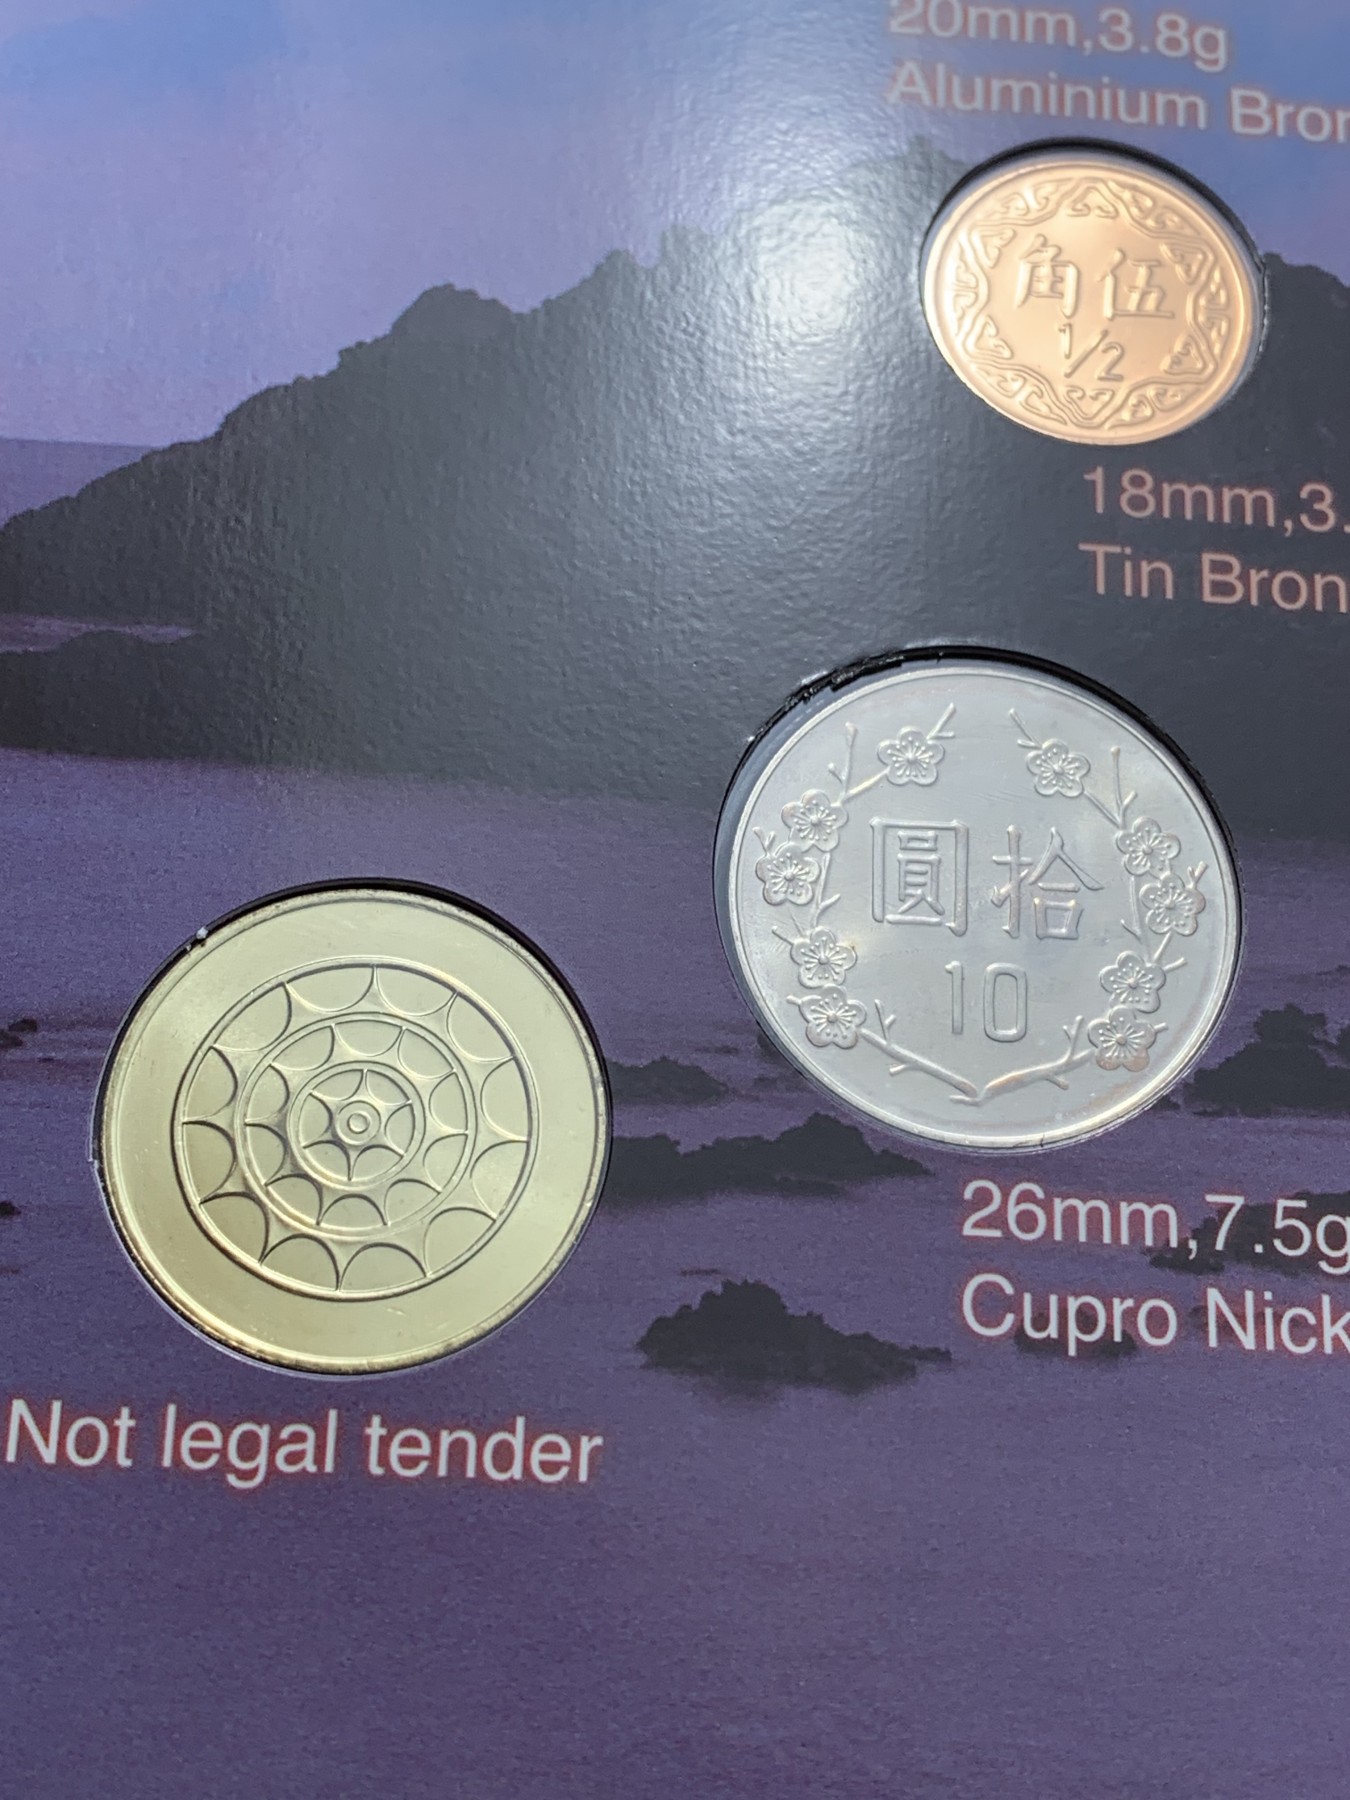 20mm,3.8g
Aluminium Bron
角伍
1/2
18mm,3.
Tin Bron
圓拾
10
26mm,7.5g
Cupro Nick
Not legal tender